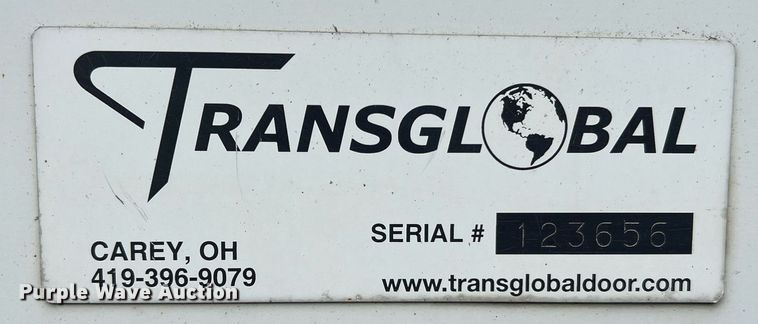 TRANSGLOBAL
SERIAL # 123656
CAREY, OH
419-396-9079
www.transglobaldoor.com
Purple Wave Auction